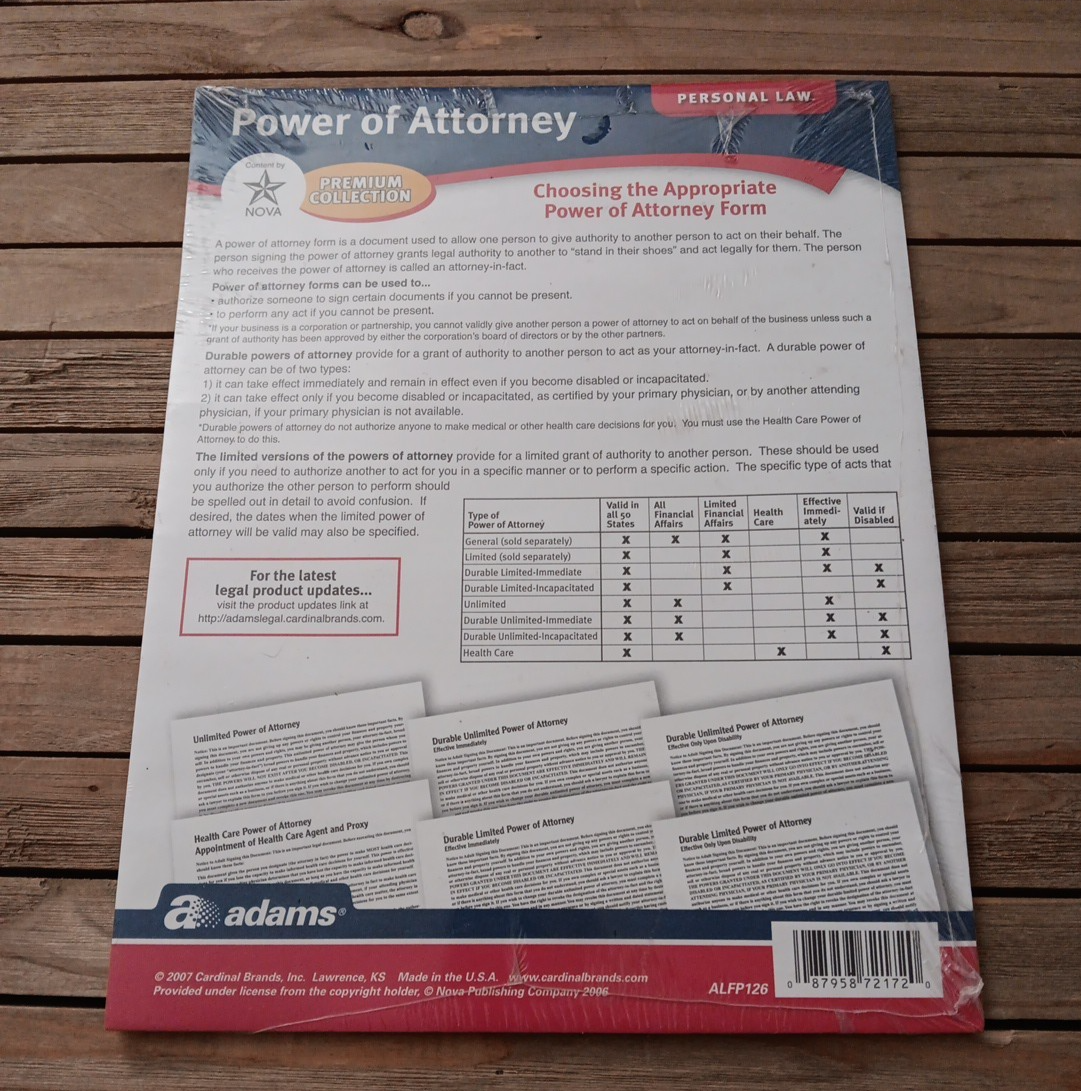 PERSONAL LAW™
Power of Attorney
Content by
NOVA
PREMIUM
COLLECTION
Choosing the Appropriate
Power of Attorney Form
A power of attorney form is a document used to allow one person to give authority to another person to act on their behalf. The
person signing the power of attorney grants legal authority to another to “stand in their shoes” and act legally for them. The person
who receives the power of attorney is called an attorney-in-fact.
Power of attorney forms can be used to...
• authorize someone to sign certain documents if you cannot be present.
• to perform any act if you cannot be present.
*If your business is a corporation or partnership, you cannot validly give another person a power of attorney to act on behalf of the business unless such a
grant of authority has been approved by either the corporation's board of directors or by the other partners.
Durable powers of attorney provide for a grant of authority to another person to act as your attorney-in-fact. A durable power of
attorney can be of two types:
1) it can take effect immediately and remain in effect even if you become disabled or incapacitated.
2) it can take effect only if you become disabled or incapacitated, as certified by your primary physician, or by another attending
physician, if your primary physician is not available.
*Durable powers of attorney do not authorize anyone to make medical or other health care decisions for you. You must use the Health Care Power of
Attorney to do this.
The limited versions of the powers of attorney provide for a limited grant of authority to another person. These should be used
only if you need to authorize another to act for you in a specific manner or to perform a specific action. The specific type of acts that
you authorize the other person to perform should
be spelled out in detail to avoid confusion. If
desired, the dates when the limited power of
attorney will be valid may also be specified.
For the latest
legal product updates...
visit the product updates link at
http://adamslegal.cardinalbrands.com.
Type of Power of Attorney Valid in all 50 States All Financial Affairs Limited Financial Affairs Health Care Effective Immedi-ately Valid if Disabled
General (sold separately) X X X X
Limited (sold separately) X X X
Durable Limited-Immediate X X X X
Durable Limited-Incapacitated X X X
Unlimited X X X
Durable Unlimited-Immediate X X X X
Durable Unlimited-Incapacitated X X X X
Health Care X X X
Unlimited Power of Attorney
Durable Unlimited Power of Attorney
Effective Immediately
Durable Unlimited Power of Attorney
Effective Only Upon Disability
Health Care Power of Attorney
Appointment of Health Care Agent and Proxy
Durable Limited Power of Attorney
Effective Immediately
Durable Limited Power of Attorney
Effective Only Upon Disability
a adams®
© 2007 Cardinal Brands, Inc. Lawrence, KS Made in the U.S.A. www.cardinalbrands.com
Provided under license from the copyright holder, © Nova Publishing Company 2006
ALFP126
0 87958 72172 0